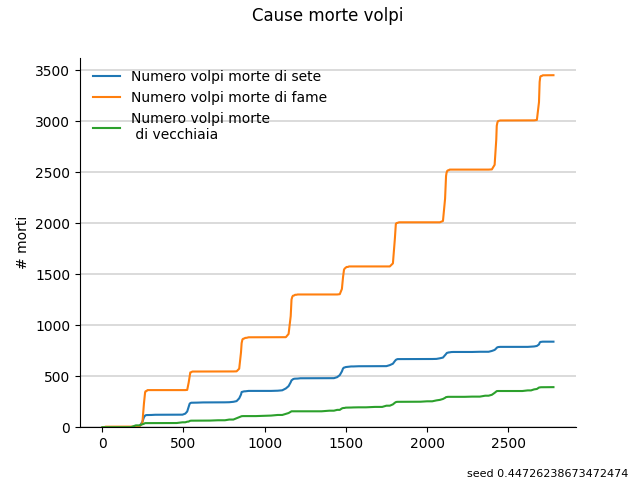 Cause morte volpi
Numero volpi morte di sete
Numero volpi morte di fame
Numero volpi morte
di vecchiaia
# morti
3500
3000
2500
2000
1500
1000
500
0
0
500
1000
1500
2000
2500
seed 0.44726238673472474